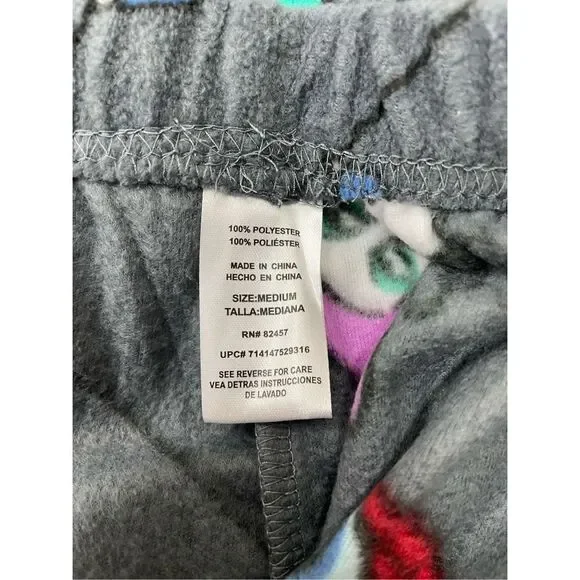 100% POLYESTER
100% POLIÉSTER
MADE IN CHINA
HECHO EN CHINA
SIZE:MEDIUM
TALLA:MEDIANA
RN# 82457
UPC# 714147529316
SEE REVERSE FOR CARE
VEA DETRAS INSTRUCCIONES
DE LAVADO